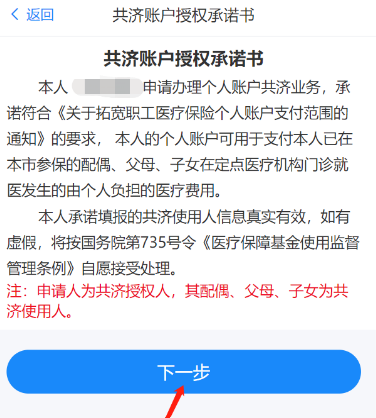 返回
共济账户授权承诺书
共济账户授权承诺书
本人 申请办理个人账户共济业务，承
诺符合《关于拓宽职工医疗保险个人账户支付范围的
通知》的要求， 本人的个人账户可用于支付本人已在
本市参保的配偶、父母、子女在定点医疗机构门诊就
医发生的由个人负担的医疗费用。
本人承诺填报的共济使用人信息真实有效，如有
虚假，将按国务院第735号令《医疗保障基金使用监督
管理条例》自愿接受处理。
注：申请人为共济授权人，其配偶、父母、子女为共
济使用人。
下一步